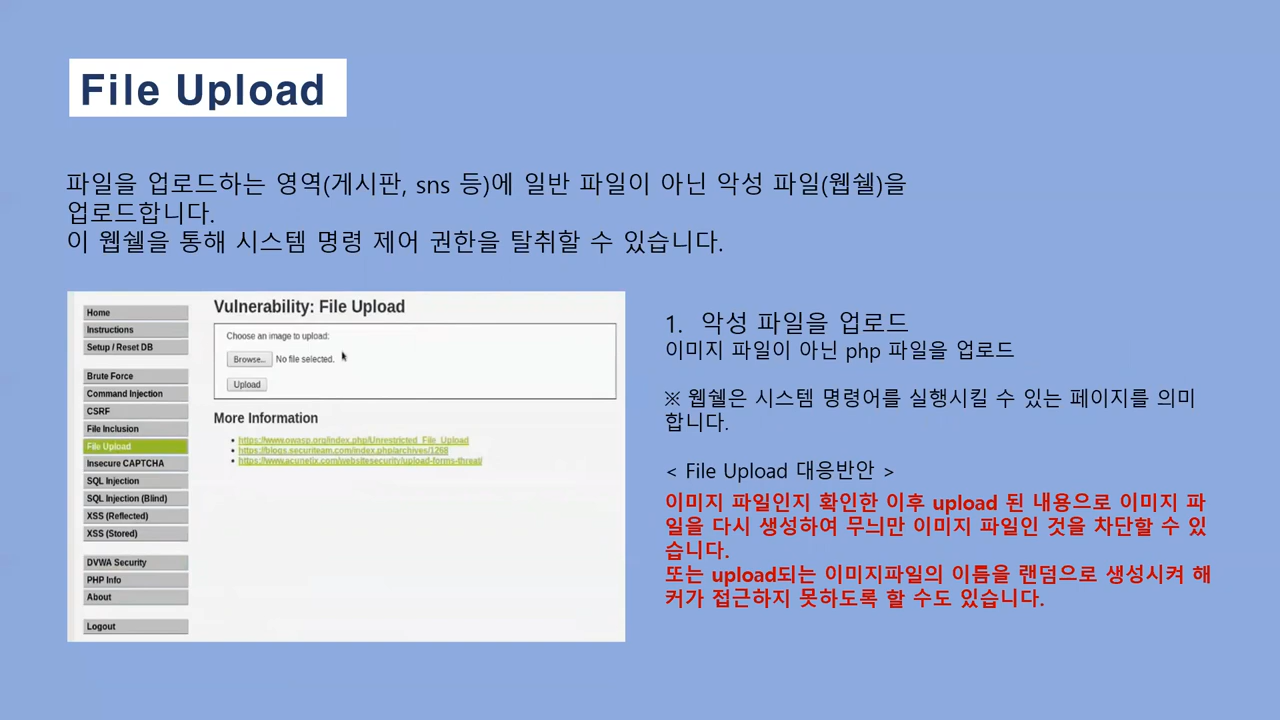 File Upload
파일을 업로드하는 영역(게시판, sns 등)에 일반 파일이 아닌 악성 파일(웹쉘)을
업로드합니다.
이 웹쉘을 통해 시스템 명령 제어 권한을 탈취할 수 있습니다.
Home
Instructions
Setup / Reset DB
Brute Force
Command Injection
CSRF
File Inclusion
File Upload
Insecure CAPTCHA
SQL Injection
SQL Injection (Blind)
XSS (Reflected)
XSS (Stored)
DVWA Security
PHP Info
About
Logout
Vulnerability: File Upload
Choose an image to upload:
Browse... No file selected.
Upload
More Information
https://www.owasp.org/index.php/Unrestricted_File_Upload
https://blogs.securiteam.com/index.php/archives/1268
https://www.acunetix.com/websitesecurity/upload-forms-threat/
1. 악성 파일을 업로드
이미지 파일이 아닌 php 파일을 업로드
※ 웹쉘은 시스템 명령어를 실행시킬 수 있는 페이지를 의미
합니다.
< File Upload 대응반안 >
이미지 파일인지 확인한 이후 upload 된 내용으로 이미지 파
일을 다시 생성하여 무늬만 이미지 파일인 것을 차단할 수 있
습니다.
또는 upload되는 이미지파일의 이름을 랜덤으로 생성시켜 해
커가 접근하지 못하도록 할 수도 있습니다.